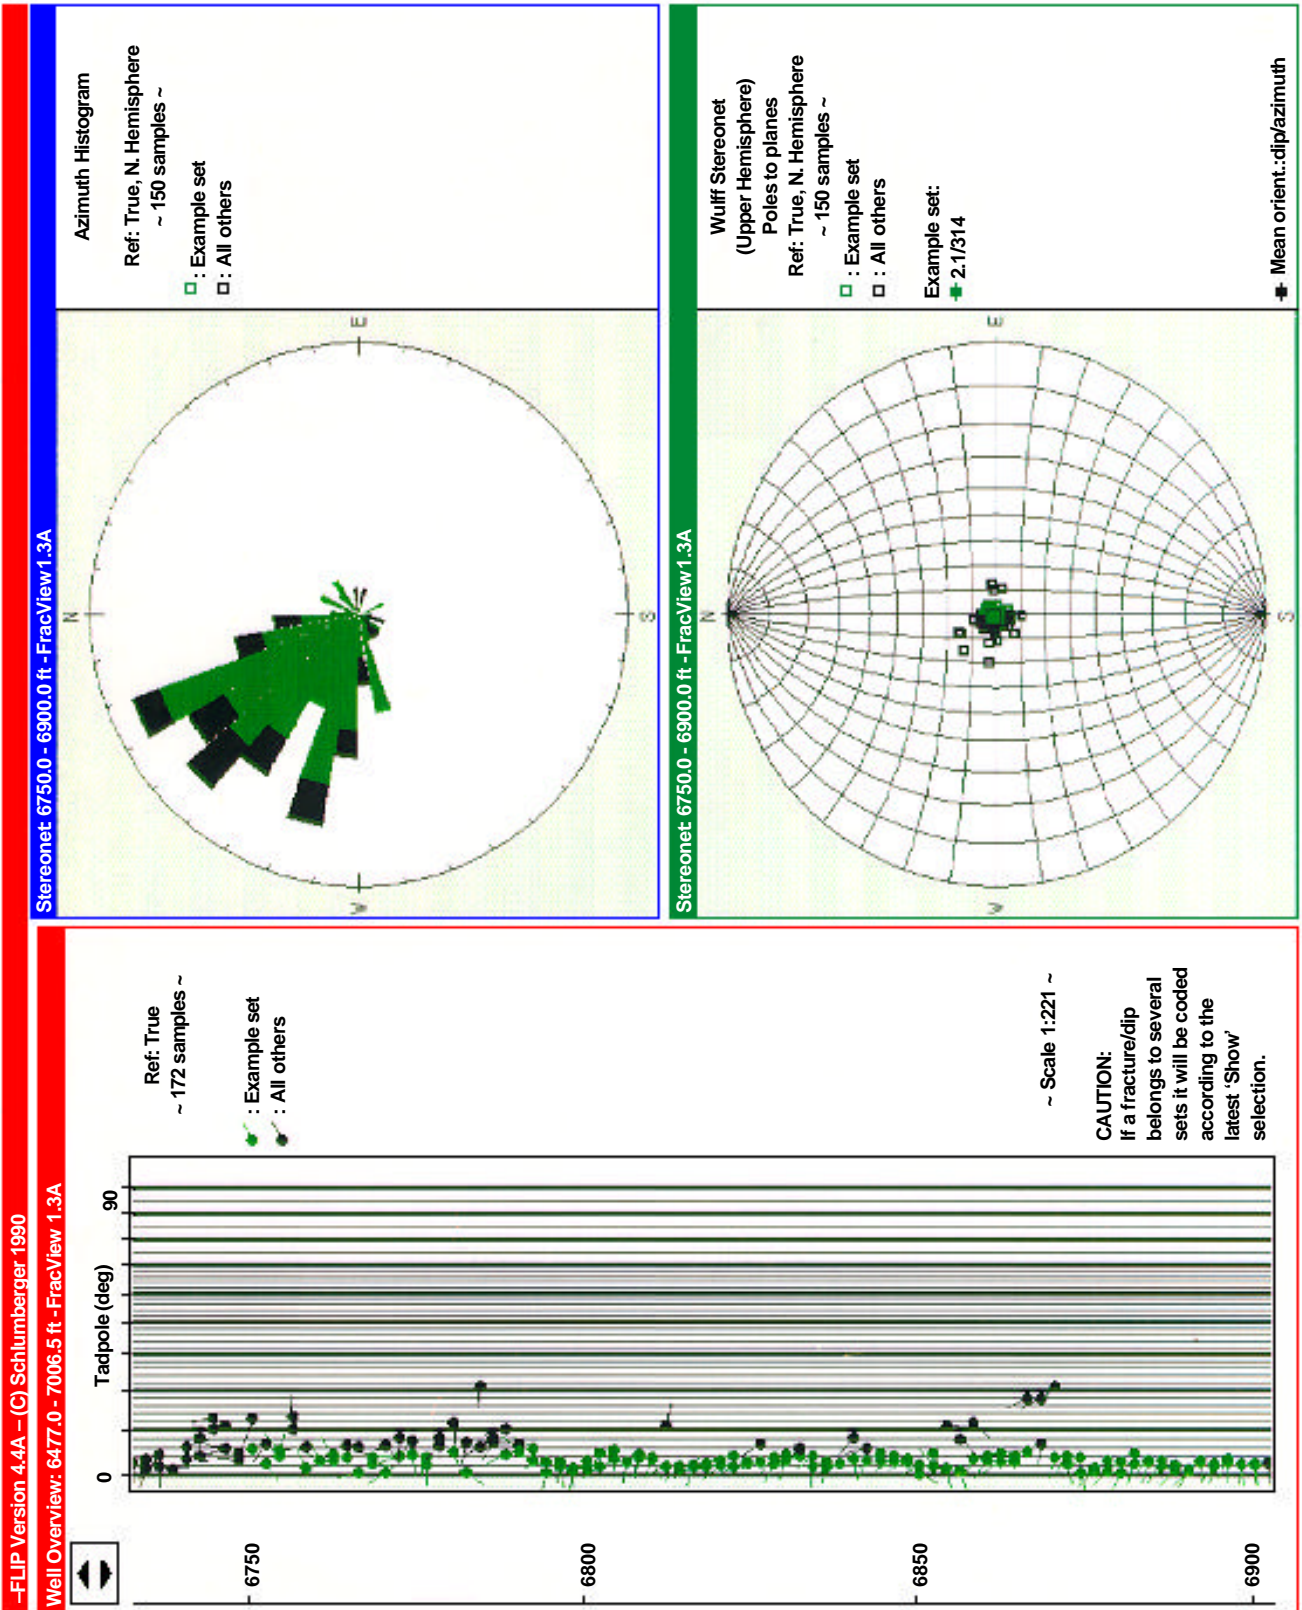 –FLIP Version 4.4A – (C) Schlumberger 1990
Well Overview: 6477.0 - 7006.5 ft - FracView 1.3A
Tadpole (deg)
0
90
6750
6800
6850
6900
Ref: True
~ 172 samples ~
: Example set
: All others
~ Scale 1:221 ~
CAUTION:
If a fracture/dip
belongs to several
sets it will be coded
according to the
latest ‘Show’
selection.
Stereonet: 6750.0 - 6900.0 ft - FracView1.3A
N
E
S
W
Azimuth Histogram
Ref: True, N. Hemisphere
~ 150 samples ~
: Example set
: All others
Stereonet: 6750.0 - 6900.0 ft - FracView1.3A
N
E
S
W
Wulff Stereonet
(Upper Hemisphere)
Poles to planes
Ref: True, N. Hemisphere
~ 150 samples ~
: Example set
: All others
Example set:
2.1/314
Mean orient.:dip/azimuth